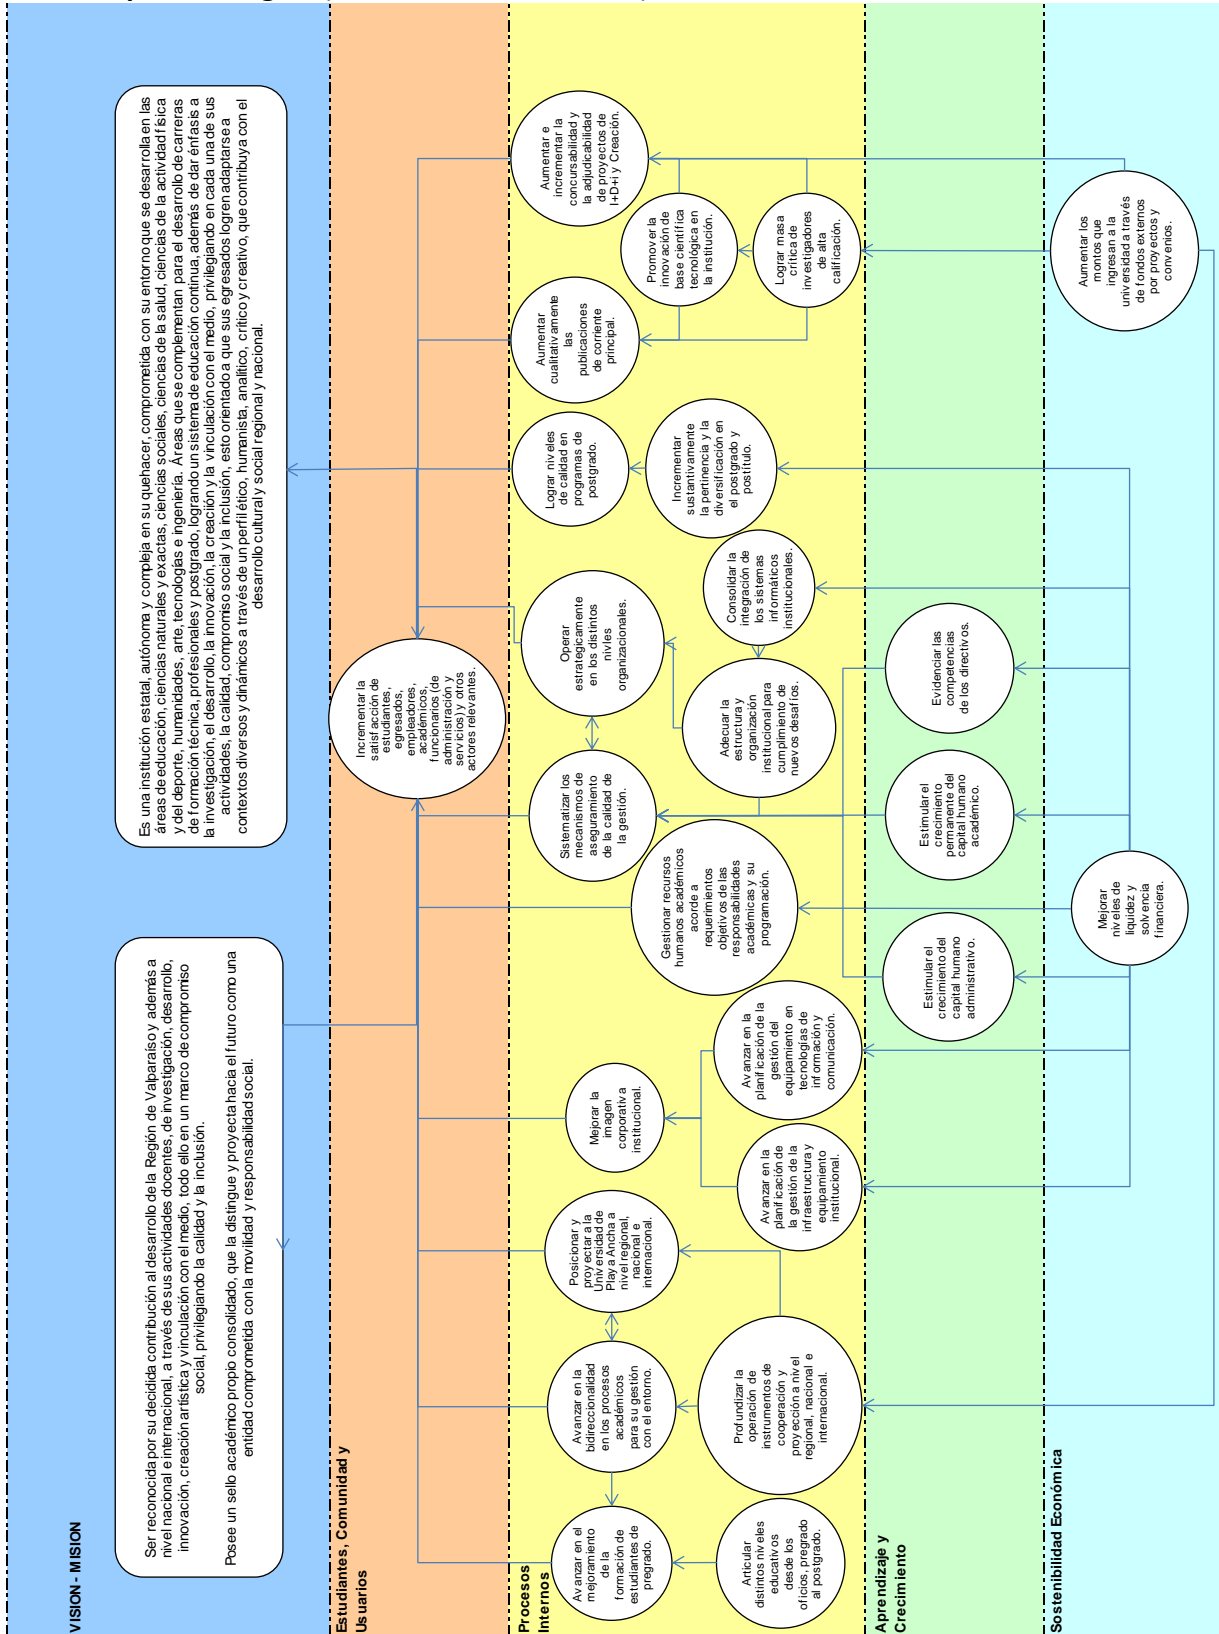 VISION - MISION
Ser reconocida por su decidida contribución al desarrollo de la Región de Valparaíso y además a
nivel nacional e internacional, a través de sus actividades docentes, de investigación, desarrollo,
innovación, creación artística y vinculación con el medio, todo ello en un marco de compromiso
social, privilegiando la calidad y la inclusión.
Posee un sello académico propio consolidado, que la distingue y proyecta hacia el futuro como una
entidad comprometida con la movilidad y responsabilidad social.
Es una institución estatal, autónoma y compleja en su quehacer, comprometida con su entorno que se desarrolla en las
áreas de educación, ciencias naturales y exactas, ciencias sociales, ciencias de la salud, ciencias de la actividad física
y del deporte, humanidades, arte, tecnologías e ingeniería. Áreas que se complementan para el desarrollo de carreras
de formación técnica, profesionales y postgrado, logrando un sistema de educación continua, además de dar énfasis a
la investigación, el desarrollo, la innovación, la creación y la vinculación con el medio, privilegiando en cada una de sus
actividades, la calidad, compromiso social y la inclusión, esto orientado a que sus egresados logren adaptarse a
contextos diversos y dinámicos a través de un perfil ético, humanista, analítico, crítico y creativo, que contribuya con el
desarrollo cultural y social regional y nacional.
Estudiantes, Comunidad y
Usuarios
Incrementar la
satisfacción de
estudiantes,
egresados,
empleadores,
académicos,
funcionarios (de
administración y
servicios) y otros
actores relevantes.
Procesos
Internos
Avanzar en el
mejoramiento
de la
formación de
estudiantes de
pregrado.
Avanzar en la
bidireccionalidad
en los procesos
académicos
para su gestión
con el entorno.
Posicionar y
proyectar a la
Universidad de
Playa Ancha a
nivel regional,
nacional e
internacional.
Mejorar la
imagen
corporativa
institucional.
Sistematizar los
mecanismos de
aseguramiento
de la calidad de
la gestión.
Operar
estrategicamente
en los distintos
niveles
organizacionales.
Lograr niveles
de calidad en
programas de
postgrado.
Aumentar
cualitativamente
las
publicaciones
de corriente
principal.
Aumentar e
incrementar la
concursabilidad y
la adjudicabilidad
de proyectos de
I+D+i y Creación.
Articular
distintos niveles
educativos
desde los
oficios, pregrado
al postgrado.
Profundizar la
operación de
instrumentos de
cooperación y
proyección a nivel
regional, nacional e
internacional.
Avanzar en la
planificación de
la gestión de la
infraestructura y
equipamiento
institucional.
Avanzar en la
planificación de la
gestión del
equipamiento en
tecnologías de
información y
comunicación.
Gestionar recursos
humanos académicos
acorde a
requerimientos
objetivos de las
responsabilidades
académicas y su
programación.
Adecuar la
estructura y
organización
institucional para
cumplimiento de
nuevos desafíos.
Consolidar la
integración de
los sistemas
informáticos
institucionales.
Incrementar
sustantivamente
la pertinencia y la
diversificación en
el postgrado y
postítulo.
Promover la
innovación de
base científica
tecnológica en
la institución.
Lograr masa
crítica de
investigadores
de alta
calificación.
Aprendizaje y
Crecimiento
Estimular el
crecimiento del
capital humano
administrativo.
Estimular el
crecimiento
permanente del
capital humano
académico.
Evidenciar las
competencias
de los directivos.
Sostenibilidad Económica
Mejorar
niveles de
liquidez y
solvencia
financiera.
Aumentar los
montos que
ingresan a la
universidad a través
de fondos externos
por proyectos y
convenios.